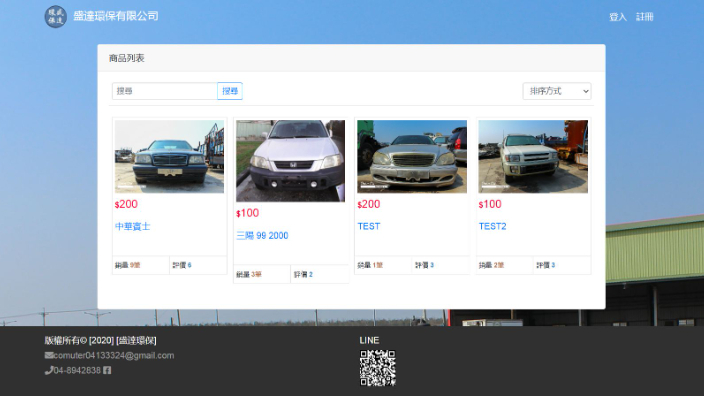 盛達環保有限公司
登入 註冊
商品列表
搜尋 搜尋 排序方式
$200
中華賓士
銷量 9筆 評價 6
$100
三陽 99 2000
銷量 3筆 評價 2
$200
TEST
銷量 1筆 評價 3
$100
TEST2
銷量 2筆 評價 3
版權所有© [2020] [盛達環保]
comuter04133324@gmail.com
04-8942638
LINE